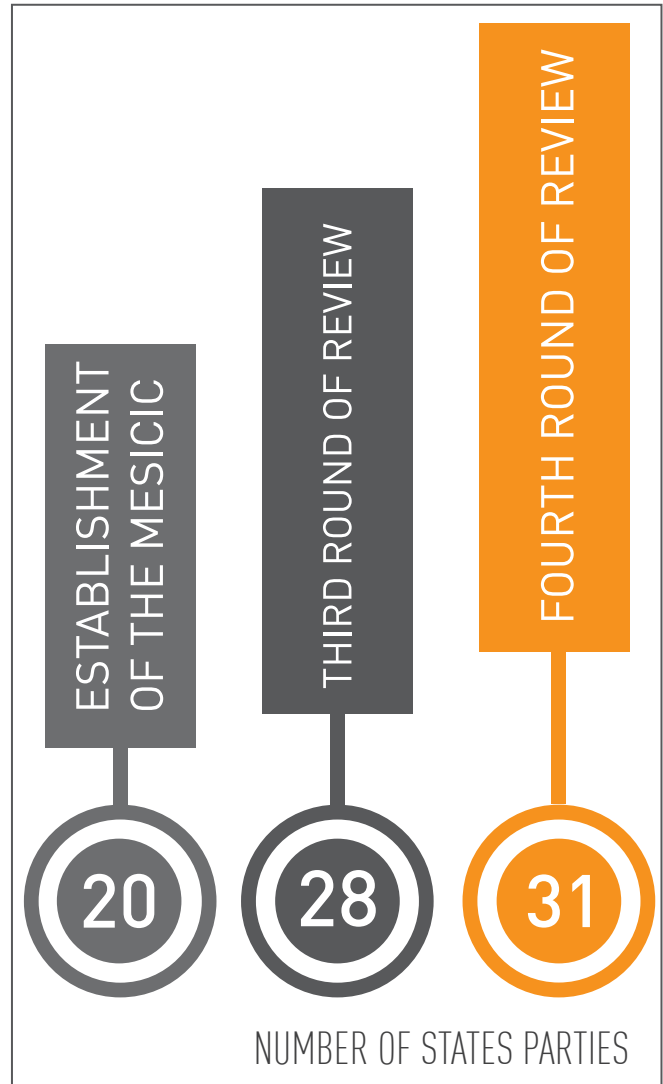 ESTABLISHMENT
OF THE MESICIC
20
THIRD ROUND OF REVIEW
28
FOURTH ROUND OF REVIEW
31
NUMBER OF STATES PARTIES